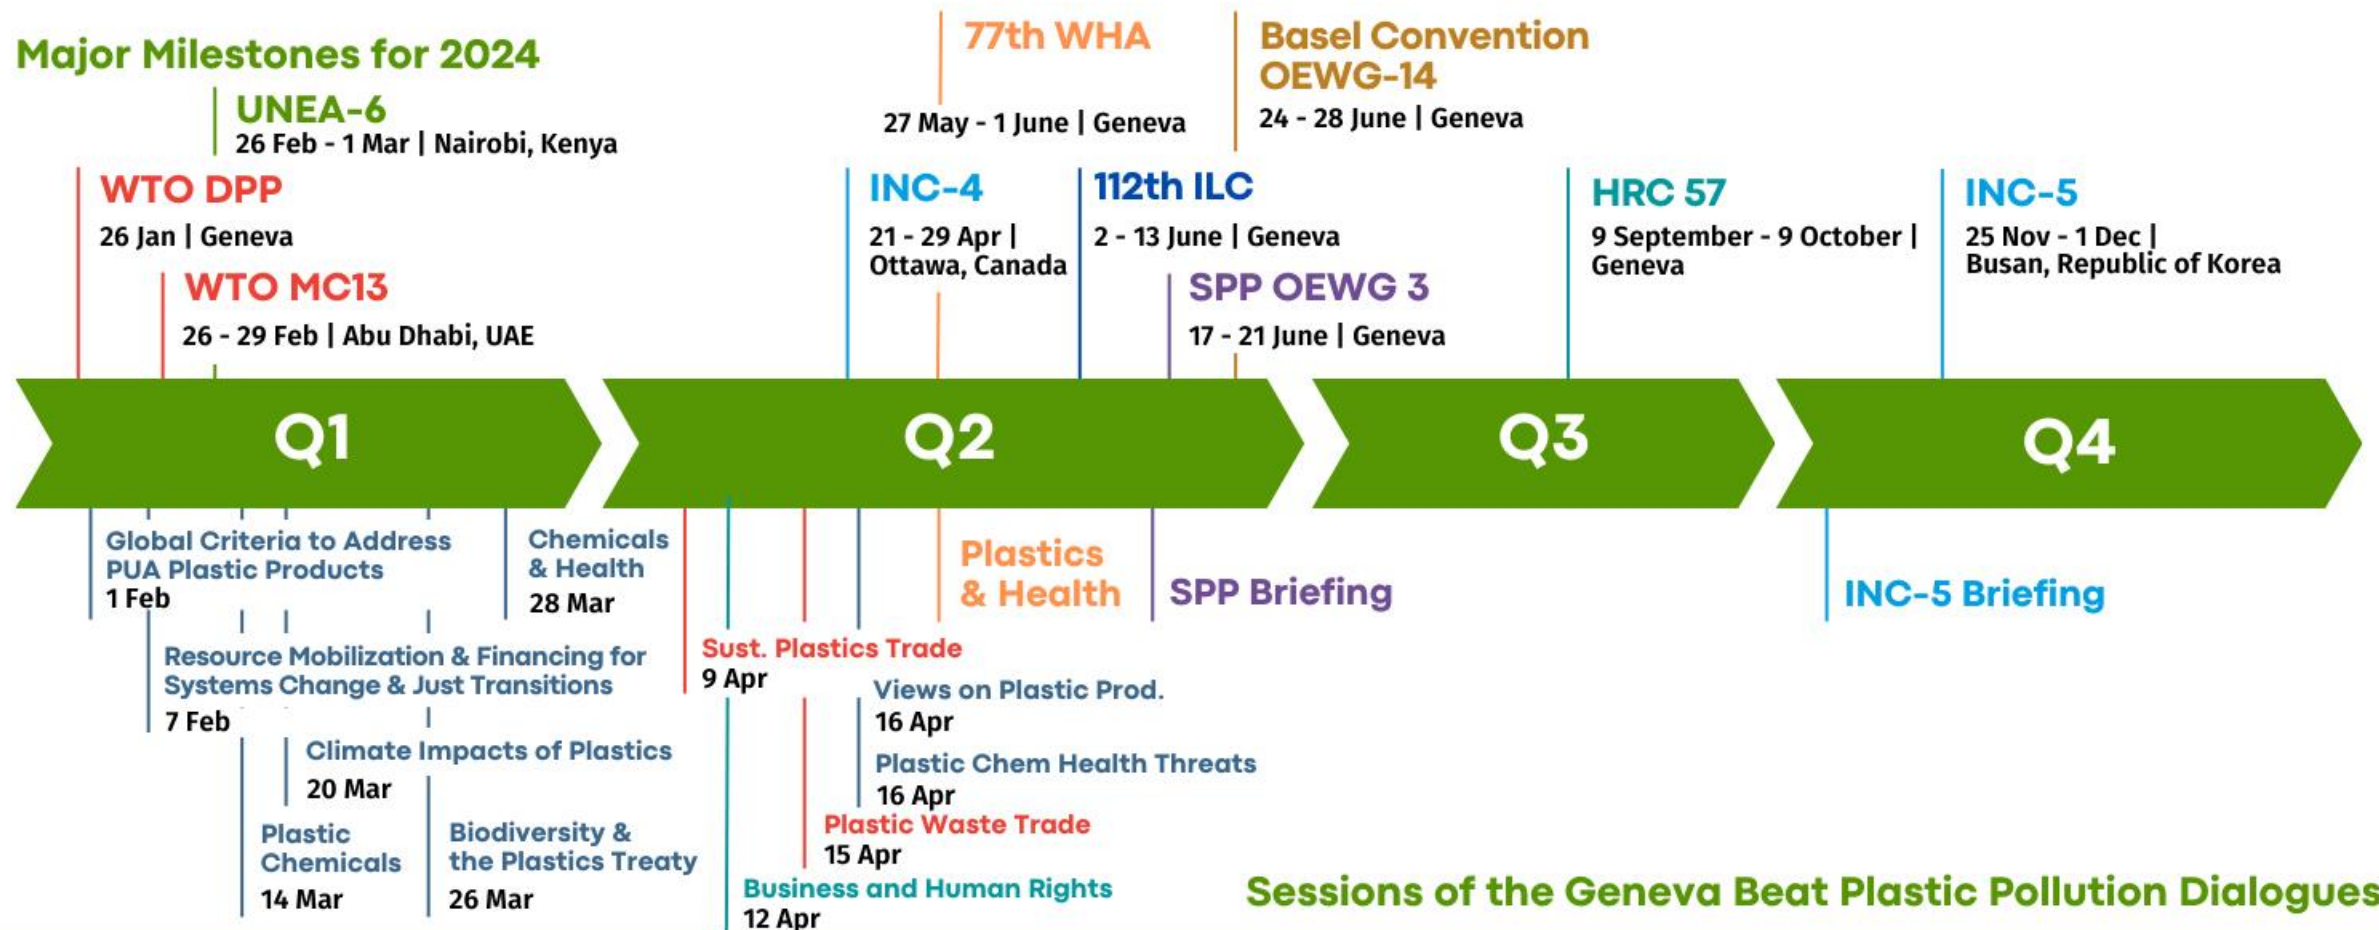 Major Milestones for 2024
UNEA-6
26 Feb - 1 Mar | Nairobi, Kenya
WTO DPP
26 Jan | Geneva
WTO MC13
26 - 29 Feb | Abu Dhabi, UAE
77th WHA
27 May - 1 June | Geneva
Basel Convention
OEWG-14
24 - 28 June | Geneva
INC-4
21 - 29 Apr |
Ottawa, Canada
112th ILC
2 - 13 June | Geneva
SPP OEWG 3
17 - 21 June | Geneva
HRC 57
9 September - 9 October |
Geneva
INC-5
25 Nov - 1 Dec |
Busan, Republic of Korea
Q1
Q2
Q3
Q4
Global Criteria to Address
PUA Plastic Products
1 Feb
Resource Mobilization & Financing for
Systems Change & Just Transitions
7 Feb
Climate Impacts of Plastics
20 Mar
Plastic
Chemicals
14 Mar
Biodiversity &
the Plastics Treaty
26 Mar
Chemicals
& Health
28 Mar
Sust. Plastics Trade
9 Apr
Views on Plastic Prod.
16 Apr
Plastic Chem Health Threats
16 Apr
Plastic Waste Trade
15 Apr
Business and Human Rights
12 Apr
Plastics
& Health
SPP Briefing
INC-5 Briefing
Sessions of the Geneva Beat Plastic Pollution Dialogues